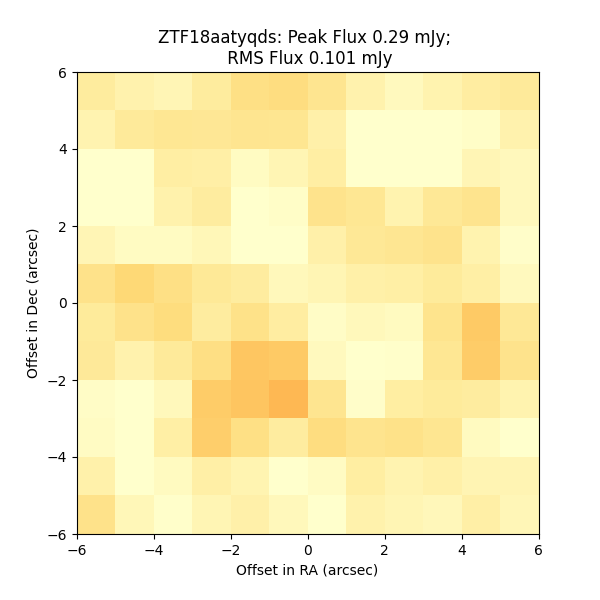 ZTF18aatyqds: Peak Flux 0.29 mJy;
RMS Flux 0.101 mJy
6
4
2
0
−2
−4
−6
Offset in Dec (arcsec)
−6 −4 −2 0 2 4 6
Offset in RA (arcsec)